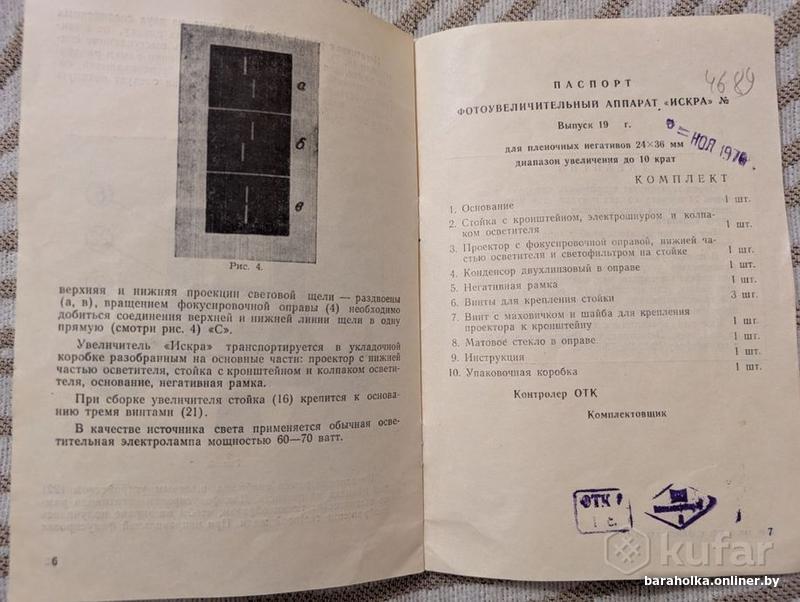 а
б
в
Рис. 4.
верхняя и нижняя проекции световой щели — раздвоены
(а, в), вращением фокусировочной оправы (4) необходимо
добиться соединения верхней и нижней линии щели в одну
прямую (смотри рис. 4) «С».
Увеличитель «Искра» транспортируется в укладочной
коробке разобранным на основные части: проектор с нижней
частью осветителя, стойка с кронштейном и колпаком освети-
теля, основание, негативная рамка.
При сборке увеличителя стойка (16) крепится к основа-
нию тремя винтами (21).
В качестве источника света применяется обычная осве-
тительная электролампа мощностью 60—70 ватт.
6
4689
ПАСПОРТ
ФОТОУВЕЛИЧИТЕЛЬНЫЙ АППАРАТ «ИСКРА» №
Выпуск 19 г.
НОЯ 197
для пленочных негативов 24×36 мм
диапазон увеличения до 10 крат
КОМПЛЕКТ
1. Основание 1 шт.
2. Стойка с кронштейном, электрошнуром и колпа-
ком осветителя 1 шт.
3. Проектор с фокусировочной оправой, нижней час-
тью осветителя и светофильтром на стойке 1 шт.
4. Конденсор двухлинзовый в оправе 1 шт.
5. Негативная рамка 1 шт.
6. Винты для крепления стойки 3 шт.
7. Винт с маховичком и шайба для крепления
проектора к кронштейну 1 шт.
8. Матовое стекло в оправе 1 шт.
9. Инструкция 1 шт.
10. Упаковочная коробка 1 шт.
Контролер ОТК
Комплектовщик
ОТК
7
kufar
baraholka.onliner.by